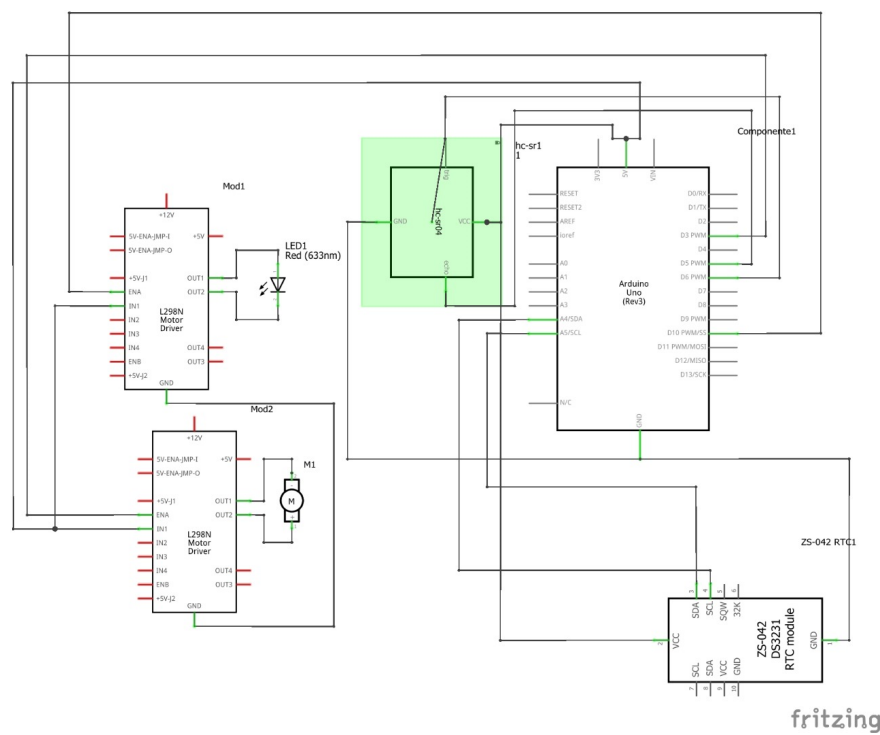 Mod1
+12V
5V-ENA-JMP-I
5V-ENA-JMP-O
+5V
+5V-J1
ENA
IN1
IN2
IN3
IN4
ENB
+5V-J2
OUT1
OUT2
OUT4
OUT3
L298N
Motor
Driver
GND
LED1
Red (633nm)
Mod2
+12V
5V-ENA-JMP-I
5V-ENA-JMP-O
+5V
+5V-J1
ENA
IN1
IN2
IN3
IN4
ENB
+5V-J2
OUT1
OUT2
OUT4
OUT3
L298N
Motor
Driver
GND
M1
M
hc-sr1
1
trig
GND
hc-sr04
VCC
echo
Componente1
3V3
5V
VIN
RESET
RESET2
AREF
ioref
A0
A1
A2
A3
A4/SDA
A5/SCL
N/C
D0/RX
D1/TX
D2
D3 PWM
D4
D5 PWM
D6 PWM
D7
D8
D9 PWM
D10 PWM/SS
D11 PWM/MOSI
D12/MISO
D13/SCK
Arduino
Uno
(Rev3)
GND
ZS-042 RTC1
3
4
5
6
SDA
SCL
SQW
32K
VCC
2
ZS-042
DS3231
RTC module
GND
1
SCL
SDA
VCC
GND
7
8
9
10
fritzing